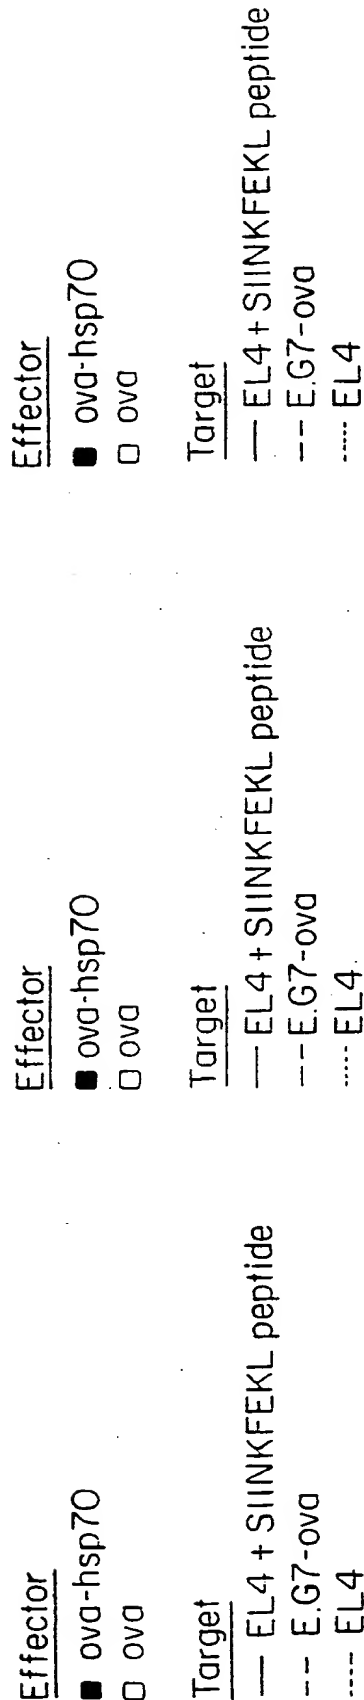 Effector
ova-hsp70
ova
Target
EL4 + SIINKFEKL peptide
E.G7-ova
EL4
Effector
ova-hsp70
ova
Target
EL4 + SIINKFEKL peptide
E.G7-ova
EL4
Effector
ova-hsp70
ova
Target
EL4 + SIINKFEKL peptide
E.G7-ova
EL4